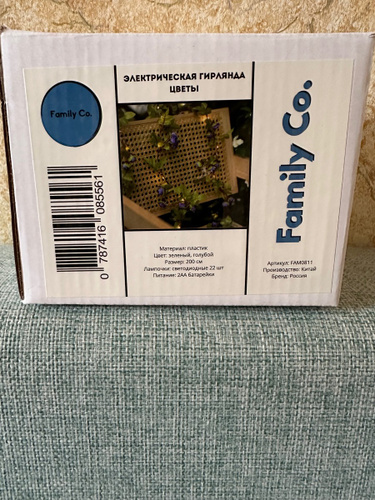 Family Co.
0 787416 085561
ЭЛЕКТРИЧЕСКАЯ ГИРЛЯНДА
ЦВЕТЫ
Материал: пластик
Цвет: зеленый, голубой
Размер: 200 см
Лампочки: светодиодные 22 шт
Питание: 2АА батарейки
Family Co.
Артикул: FAM0811
Производство: Китай
Бренд: Россия